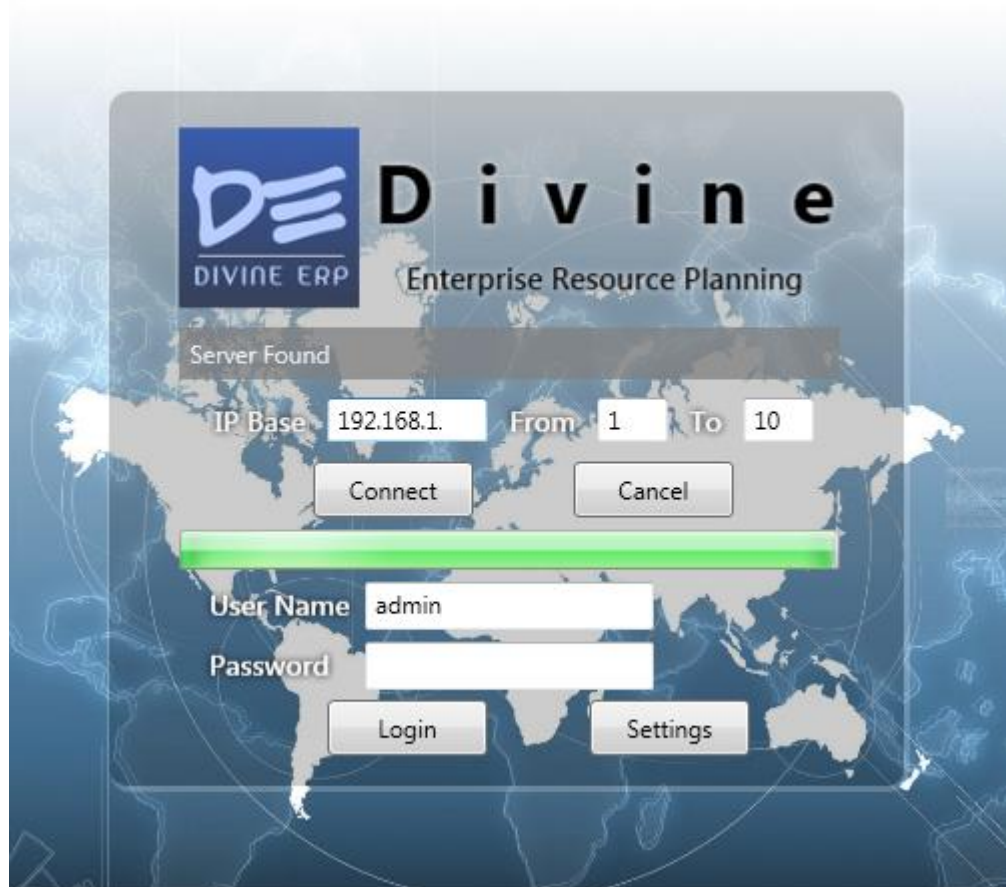 Divine
DIVINE ERP
Enterprise Resource Planning
Server Found
IP Base 192.168.1. From 1 To 10
Connect Cancel
User Name admin
Password
Login Settings